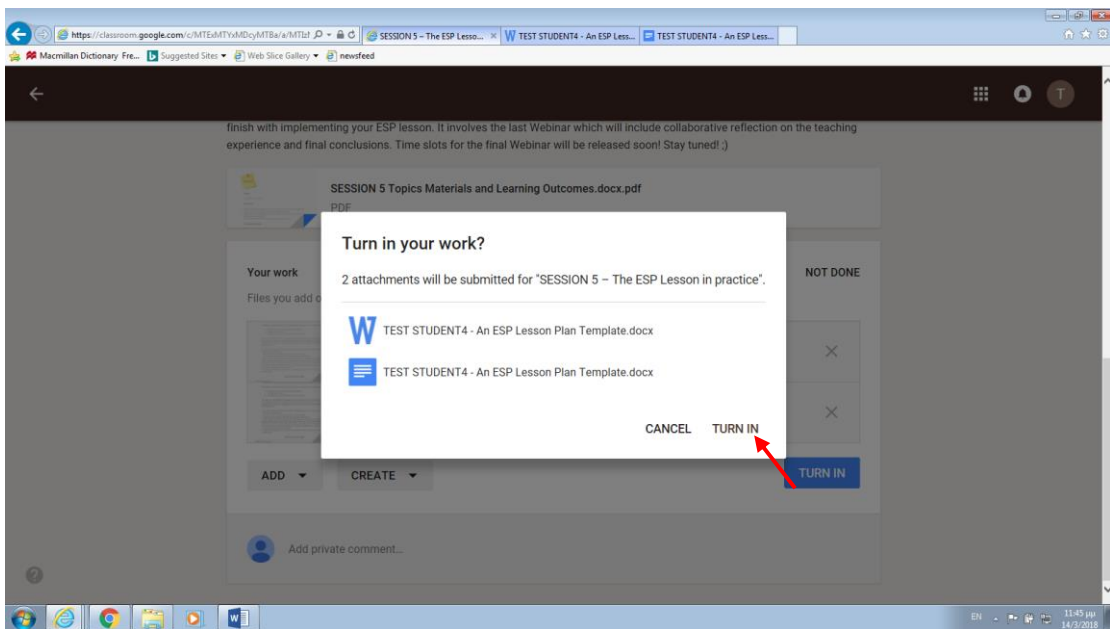 https://classroom.google.com/c/MTExMTYxMDcyMTBa/a/MTIzI
SESSION 5 – The ESP Lesso...
TEST STUDENT4 - An ESP Less...
TEST STUDENT4 - An ESP Less...
Macmillan Dictionary Fre...
Suggested Sites
Web Slice Gallery
newsfeed
T
finish with implementing your ESP lesson. It involves the last Webinar which will include collaborative reflection on the teaching
experience and final conclusions. Time slots for the final Webinar will be released soon! Stay tuned! ;)
SESSION 5 Topics Materials and Learning Outcomes.docx.pdf
PDF
Turn in your work?
Your work
NOT DONE
2 attachments will be submitted for "SESSION 5 – The ESP Lesson in practice".
Files you add o
TEST STUDENT4 - An ESP Lesson Plan Template.docx
TEST STUDENT4 - An ESP Lesson Plan Template.docx
CANCEL TURN IN
ADD CREATE TURN IN
Add private comment...
EN
11:45 μμ
14/3/2018